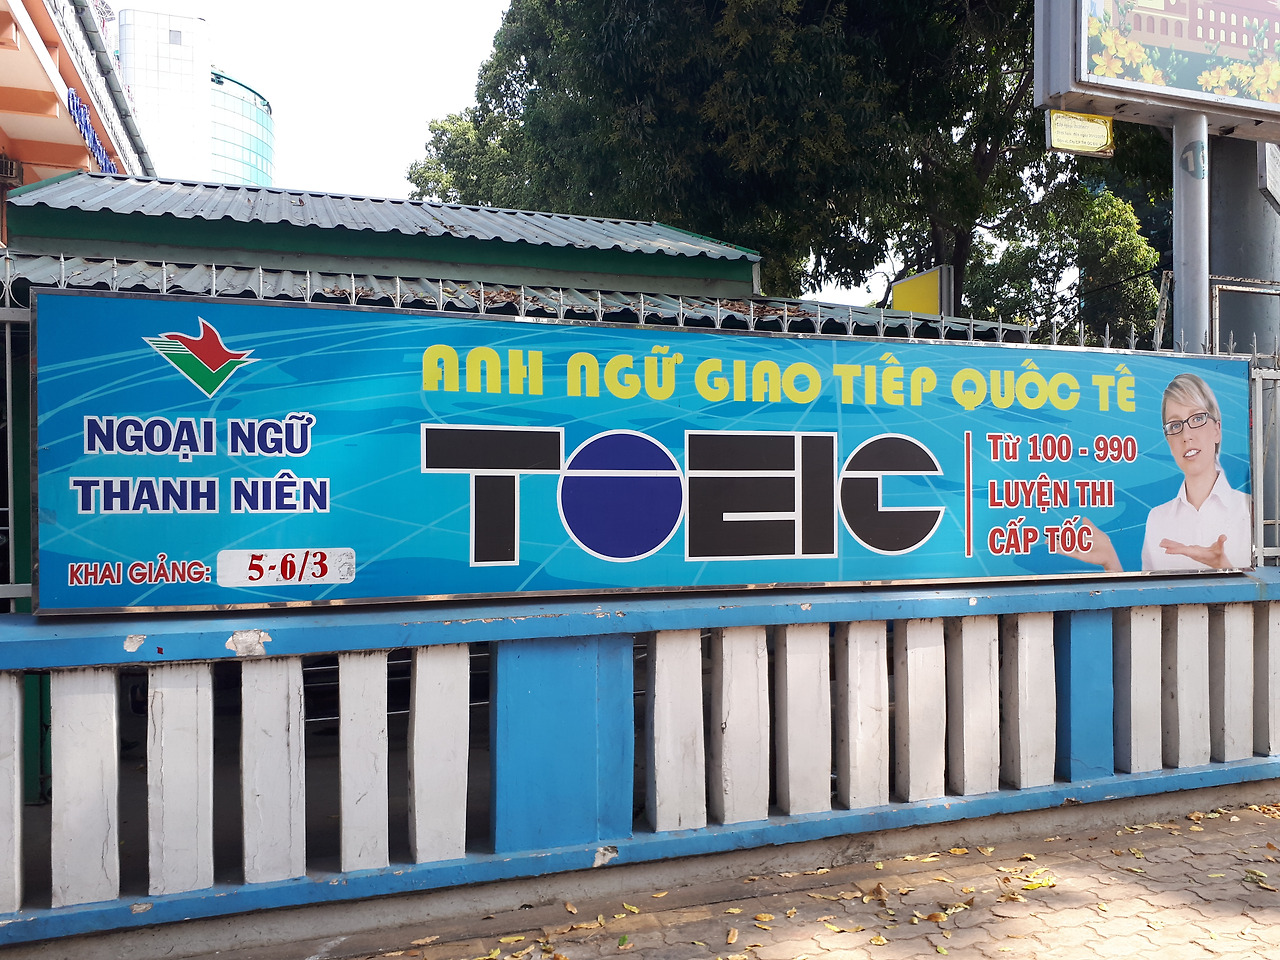 NGOẠI NGỮ
THANH NIÊN
KHAI GIẢNG: 5-6/3
ANH NGỮ GIAO TIẾP QUỐC TẾ
TOEIC
Từ 100 - 990
LUYỆN THI
CẤP TỐC